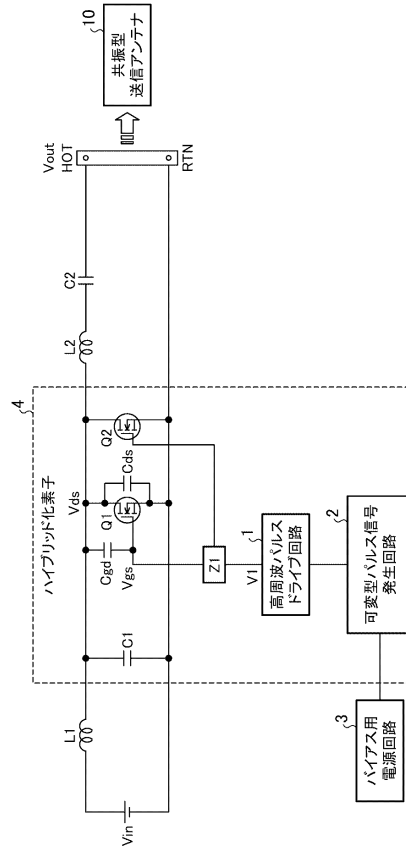 ハイブリッド化素子
4
Vin
L1
C1
Cgd
Vgs
Vds
Q1
Cds
Q2
L2
C2
Vout
HOT
RTN
共振型
送信アンテナ
10
Z1
V1
高周波パルス
ドライブ回路
1
可変型パルス信号
発生回路
2
バイアス用
電源回路
3